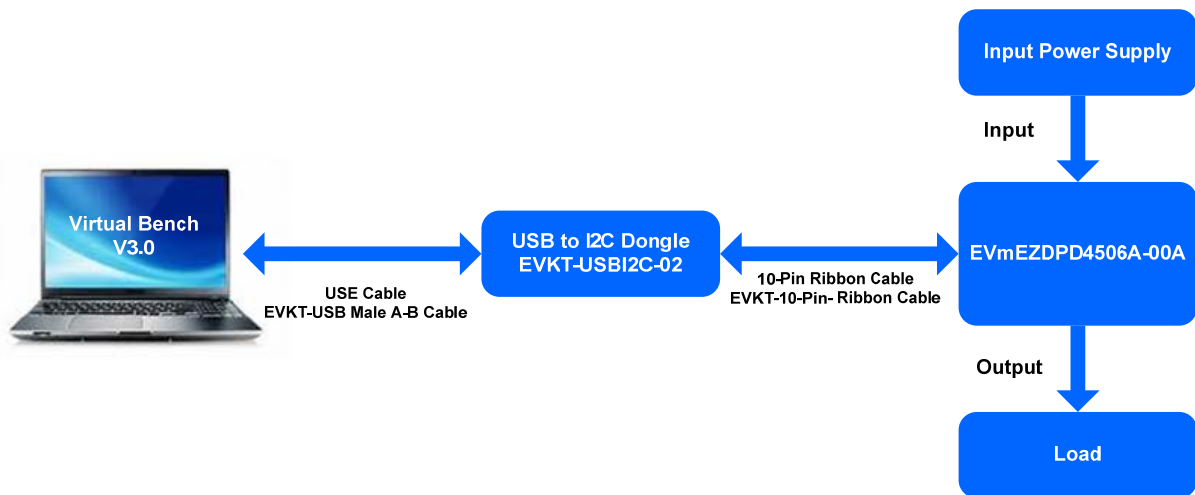 Input Power Supply
Input
Virtual Bench
V3.0
USB to I2C Dongle
EVKT-USBI2C-02
EVmEZDPD4506A-00A
USE Cable
EVKT-USB Male A-B Cable
10-Pin Ribbon Cable
EVKT-10-Pin- Ribbon Cable
Output
Load